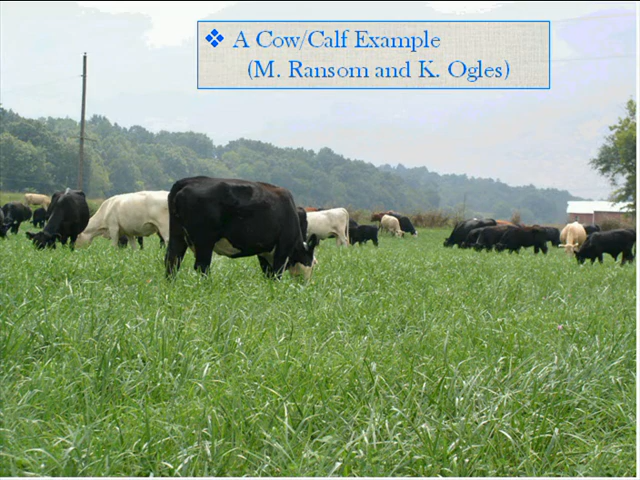 ❖ A Cow/Calf Example
(M. Ransom and K. Ogles)